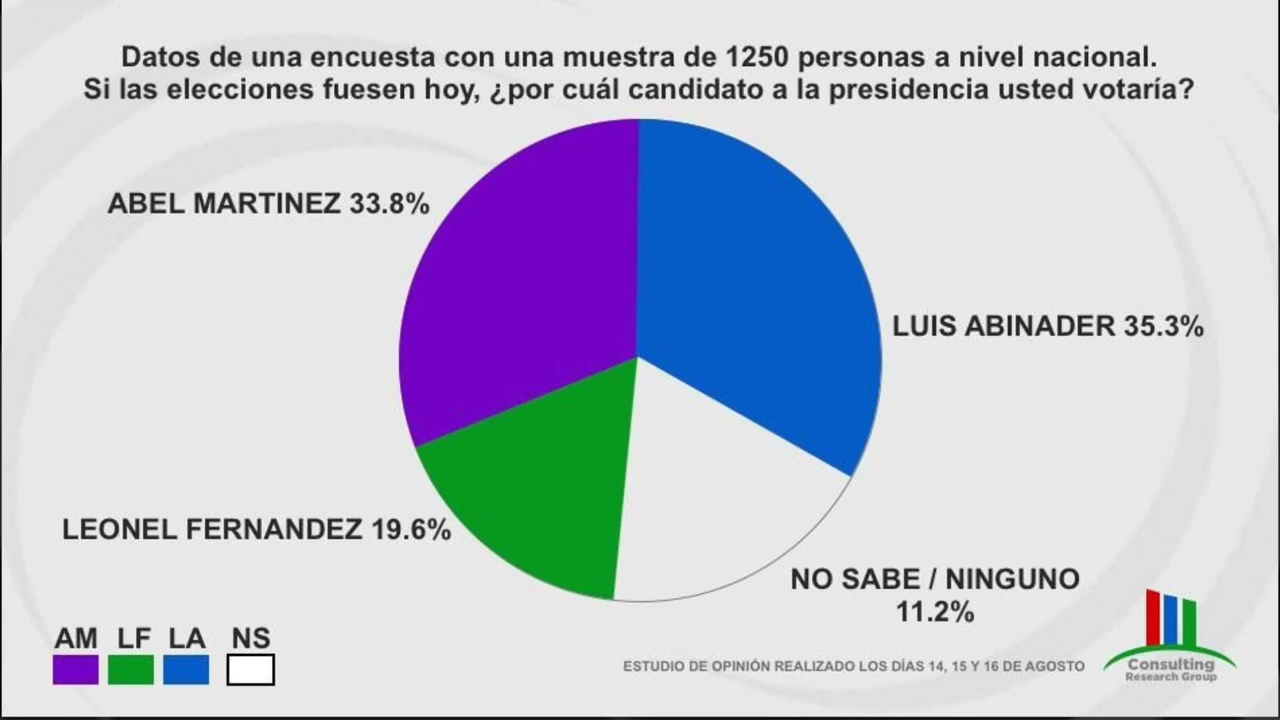 Datos de una encuesta con una muestra de 1250 personas a nivel nacional.
Si las elecciones fuesen hoy, ¿por cuál candidato a la presidencia usted votaría?
ABEL MARTINEZ 33.8%
LUIS ABINADER 35.3%
LEONEL FERNANDEZ 19.6%
NO SABE / NINGUNO
11.2%
AM LF LA NS
ESTUDIO DE OPINIÓN REALIZADO LOS DÍAS 14, 15 Y 16 DE AGOSTO
Consulting
Research Group